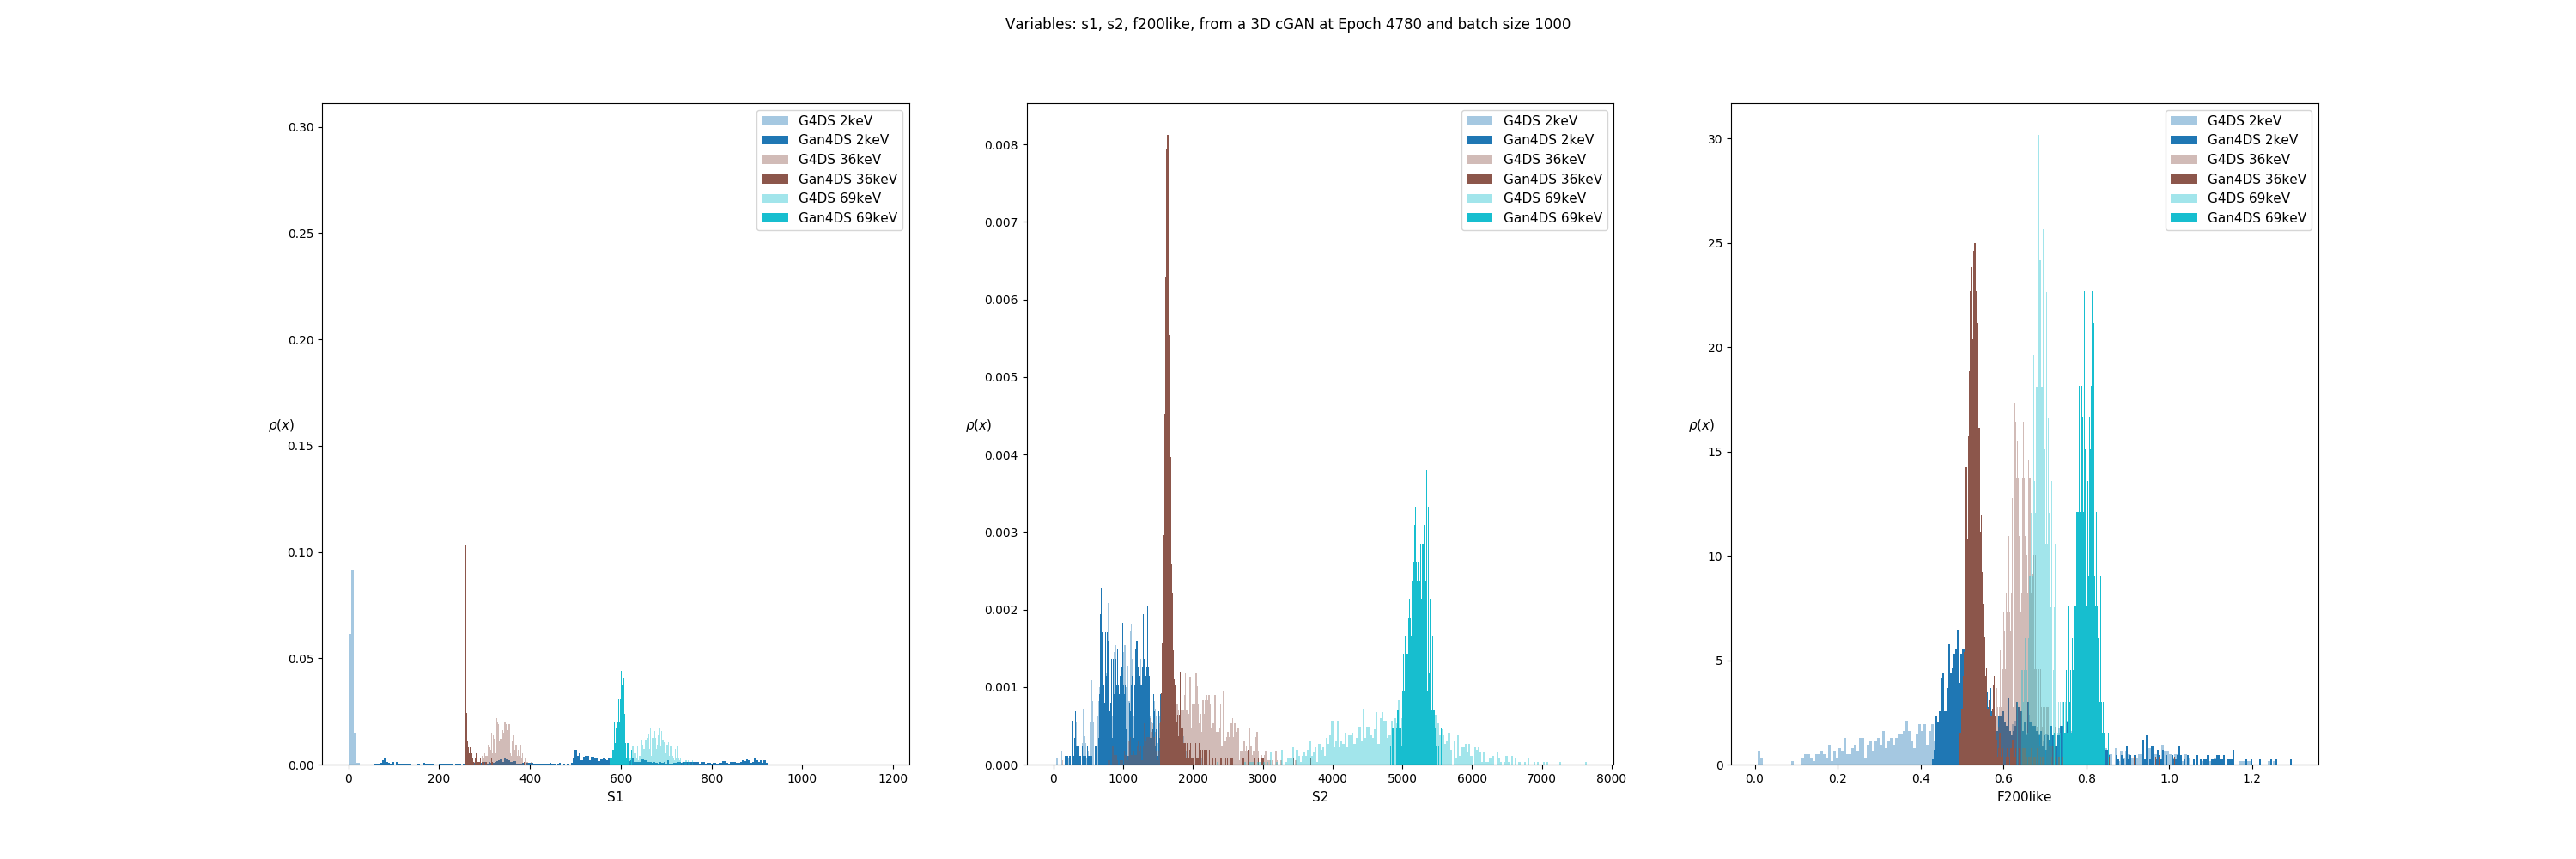 Variables: s1, s2, f200like, from a 3D cGAN at Epoch 4780 and batch size 1000
0.30
0.25
0.20
0.15
0.10
0.05
0.00
ρ(x)
0 200 400 600 800 1000 1200
S1
G4DS 2keV
Gan4DS 2keV
G4DS 36keV
Gan4DS 36keV
G4DS 69keV
Gan4DS 69keV
0.008
0.007
0.006
0.005
0.004
0.003
0.002
0.001
0.000
ρ(x)
0 1000 2000 3000 4000 5000 6000 7000 8000
S2
G4DS 2keV
Gan4DS 2keV
G4DS 36keV
Gan4DS 36keV
G4DS 69keV
Gan4DS 69keV
30
25
20
15
10
5
0
ρ(x)
0.0 0.2 0.4 0.6 0.8 1.0 1.2
F200like
G4DS 2keV
Gan4DS 2keV
G4DS 36keV
Gan4DS 36keV
G4DS 69keV
Gan4DS 69keV